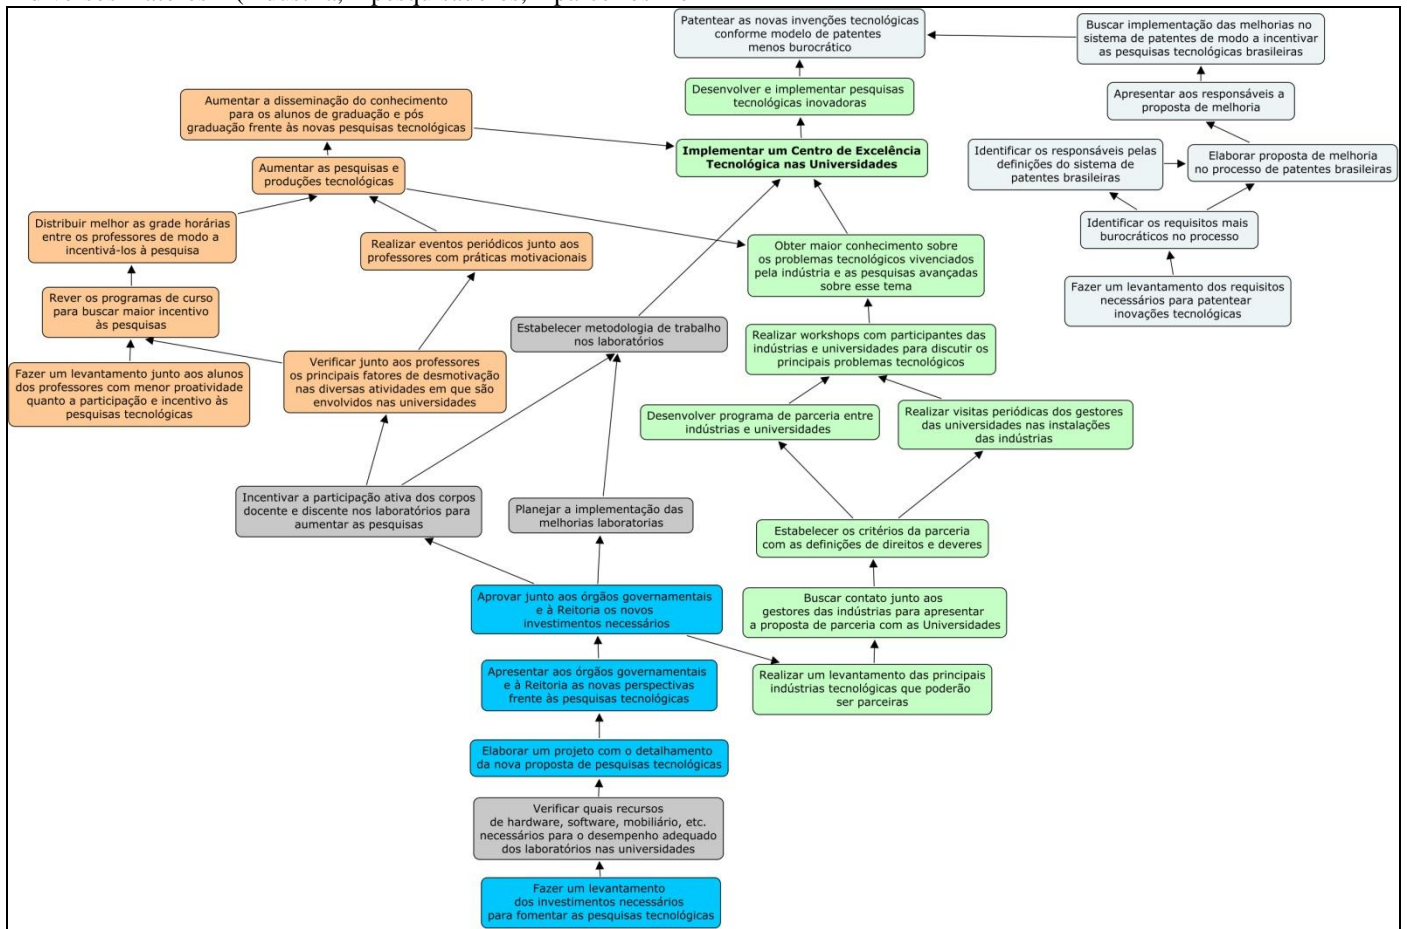 Patentear as novas invenções tecnológicas
conforme modelo de patentes
menos burocrático
Buscar implementação das melhorias no
sistema de patentes de modo a incentivar
as pesquisas tecnológicas brasileiras
Desenvolver e implementar pesquisas
tecnológicas inovadoras
Apresentar aos responsáveis a
proposta de melhoria
Aumentar a disseminação do conhecimento
para os alunos de graduação e pós
graduação frente às novas pesquisas tecnológicas
Implementar um Centro de Excelência
Tecnológica nas Universidades
Identificar os responsáveis pelas
definições do sistema de
patentes brasileiras
Elaborar proposta de melhoria
no processo de patentes brasileiras
Aumentar as pesquisas e
produções tecnológicas
Distribuir melhor as grade horárias
entre os professores de modo a
incentivá-los à pesquisa
Realizar eventos periódicos junto aos
professores com práticas motivacionais
Obter maior conhecimento sobre
os problemas tecnológicos vivenciados
pela indústria e as pesquisas avançadas
sobre esse tema
Identificar os requisitos mais
burocráticos no processo
Rever os programas de curso
para buscar maior incentivo
às pesquisas
Fazer um levantamento dos requisitos
necessários para patentear
inovações tecnológicas
Estabelecer metodologia de trabalho
nos laboratórios
Realizar workshops com participantes das
indústrias e universidades para discutir os
principais problemas tecnológicos
Fazer um levantamento junto aos alunos
dos professores com menor proatividade
quanto a participação e incentivo às
pesquisas tecnológicas
Verificar junto aos professores
os principais fatores de desmotivação
nas diversas atividades em que são
envolvidos nas universidades
Desenvolver programa de parceria entre
indústrias e universidades
Realizar visitas periódicas dos gestores
das universidades nas instalações
das indústrias
Incentivar a participação ativa dos corpos
docente e discente nos laboratórios para
aumentar as pesquisas
Planejar a implementação das
melhorias laboratorias
Estabelecer os critérios da parceria
com as definições de direitos e deveres
Aprovar junto aos órgãos governamentais
e à Reitoria os novos
investimentos necessários
Buscar contato junto aos
gestores das indústrias para apresentar
a proposta de parceria com as Universidades
Apresentar aos órgãos governamentais
e à Reitoria as novas perspectivas
frente às pesquisas tecnológicas
Realizar um levantamento das principais
indústrias tecnológicas que poderão
ser parceiras
Elaborar um projeto com o detalhamento
da nova proposta de pesquisas tecnológicas
Verificar quais recursos
de hardware, software, mobiliário, etc.
necessários para o desempenho adequado
dos laboratórios nas universidades
Fazer um levantamento
dos investimentos necessários
para fomentar as pesquisas tecnológicas